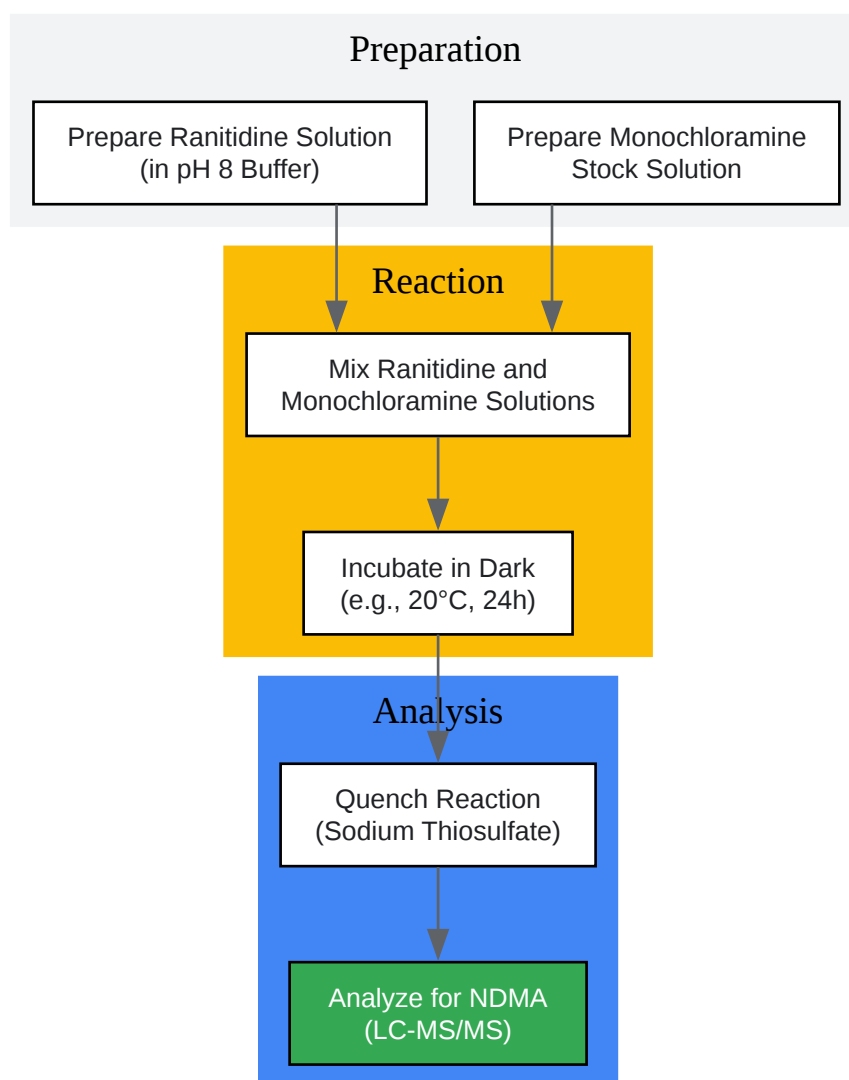 Preparation
Prepare Ranitidine Solution
(in pH 8 Buffer)
Prepare Monochloramine
Stock Solution
Reaction
Mix Ranitidine and
Monochloramine Solutions
Incubate in Dark
(e.g., 20°C, 24h)
Analysis
Quench Reaction
(Sodium Thiosulfate)
Analyze for NDMA
(LC-MS/MS)